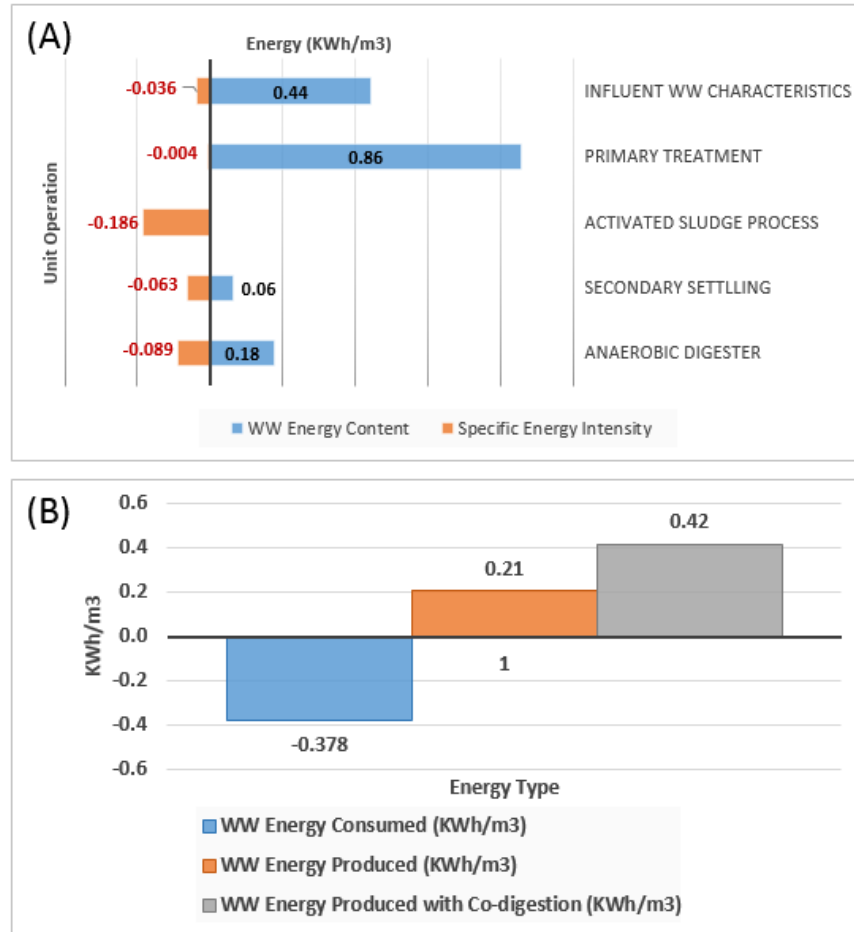 (A)
Energy (KWh/m3)
Unit Operation
-0.036
0.44
INFLUENT WW CHARACTERISTICS
-0.004
0.86
PRIMARY TREATMENT
-0.186
ACTIVATED SLUDGE PROCESS
-0.063
0.06
SECONDARY SETTLLING
-0.089
0.18
ANAEROBIC DIGESTER
WW Energy Content
Specific Energy Intensity
(B)
KWh/m3
0.6
0.4
0.2
0.0
-0.2
-0.4
-0.6
0.42
0.21
1
-0.378
Energy Type
WW Energy Consumed (KWh/m3)
WW Energy Produced (KWh/m3)
WW Energy Produced with Co-digestion (KWh/m3)